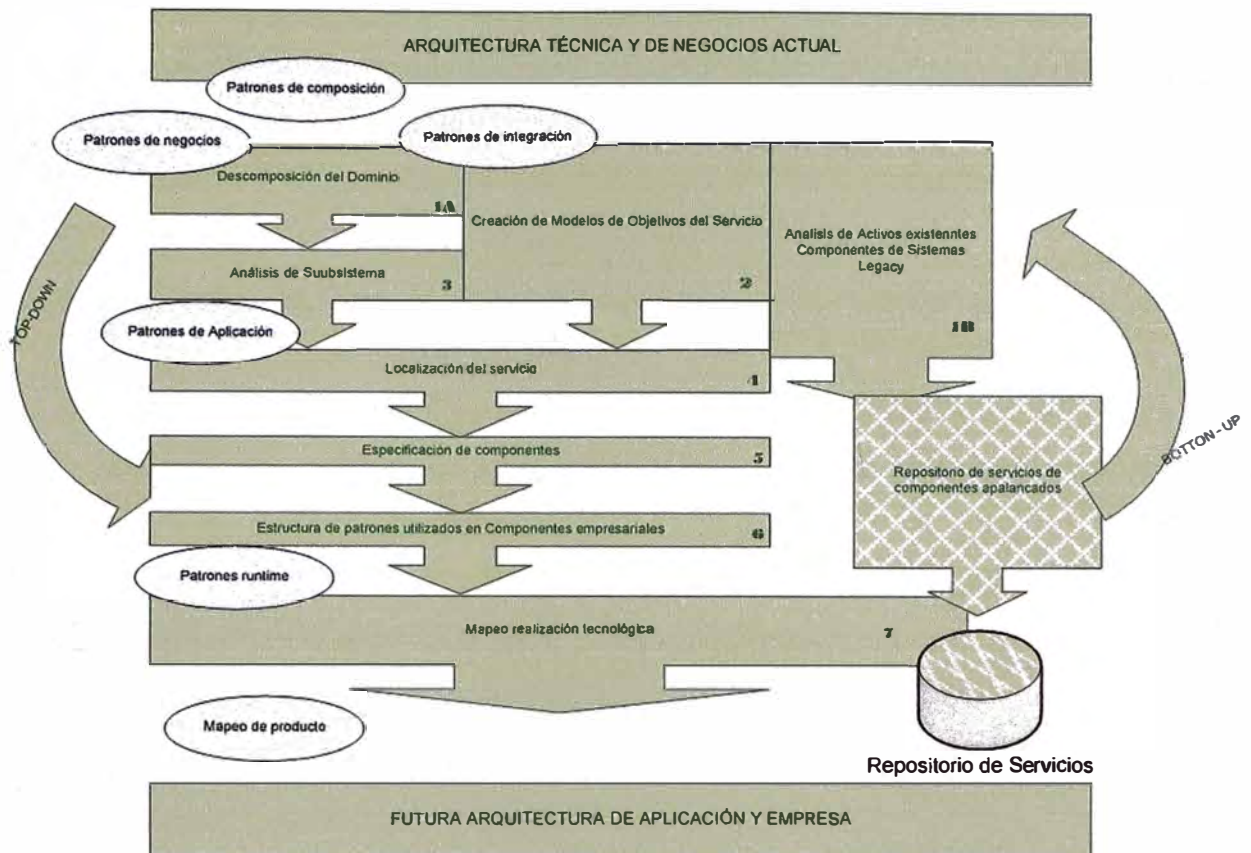 ARQUITECTURA TÉCNICA Y DE NEGOCIOS ACTUAL
Patrones de composición
Patrones de negocios
Patrones de integración
Descomposición del Dominio
1A
Creación de Modelos de Objetivos del Servicio
2
Analisis de Activos existenntes
Componentes de Sistemas
Legacy
1B
Análisis de Suubsistema
3
TOP-DOWN
Patrones de Aplicación
Localización del servicio
4
Especificación de componentes
5
Repositorio de servicios de
componentes apalancados
BOTTON-UP
Estructura de patrones utilizados en Componentes empresariales
6
Patrones runtime
Mapeo realización tecnológica
7
Mapeo de producto
Repositorio de Servicios
FUTURA ARQUITECTURA DE APLICACIÓN Y EMPRESA